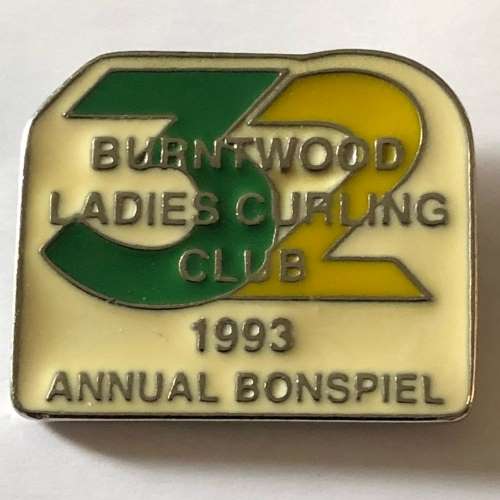 32
BURNTWOOD
LADIES CURLING
CLUB
1993
ANNUAL BONSPIEL